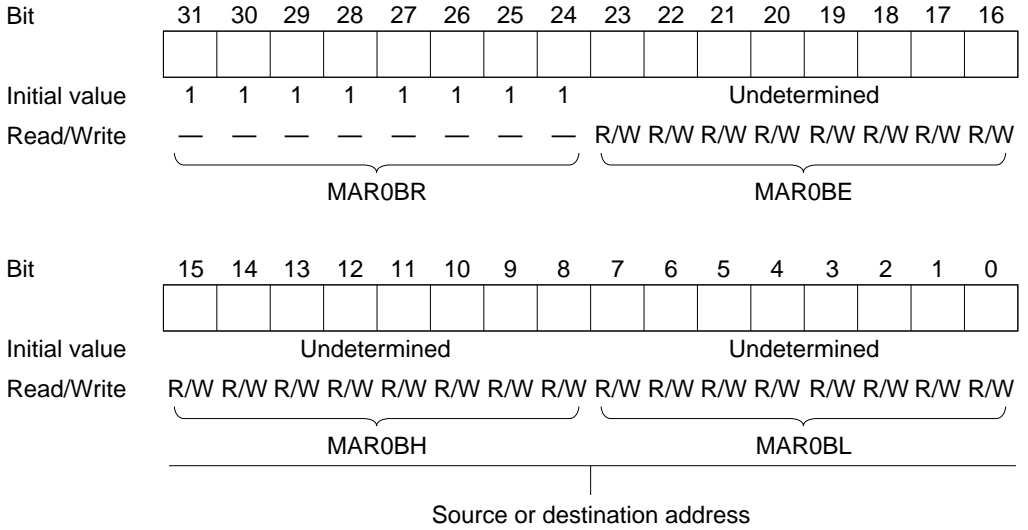 Bit 31 30 29 28 27 26 25 24 23 22 21 20 19 18 17 16
Initial value 1 1 1 1 1 1 1 1 Undetermined
Read/Write — — — — — — — — R/W R/W R/W R/W R/W R/W R/W R/W
MAR0BR MAR0BE
Bit 15 14 13 12 11 10 9 8 7 6 5 4 3 2 1 0
Initial value Undetermined Undetermined
Read/Write R/W R/W R/W R/W R/W R/W R/W R/W R/W R/W R/W R/W R/W R/W R/W R/W
MAR0BH MAR0BL
Source or destination address